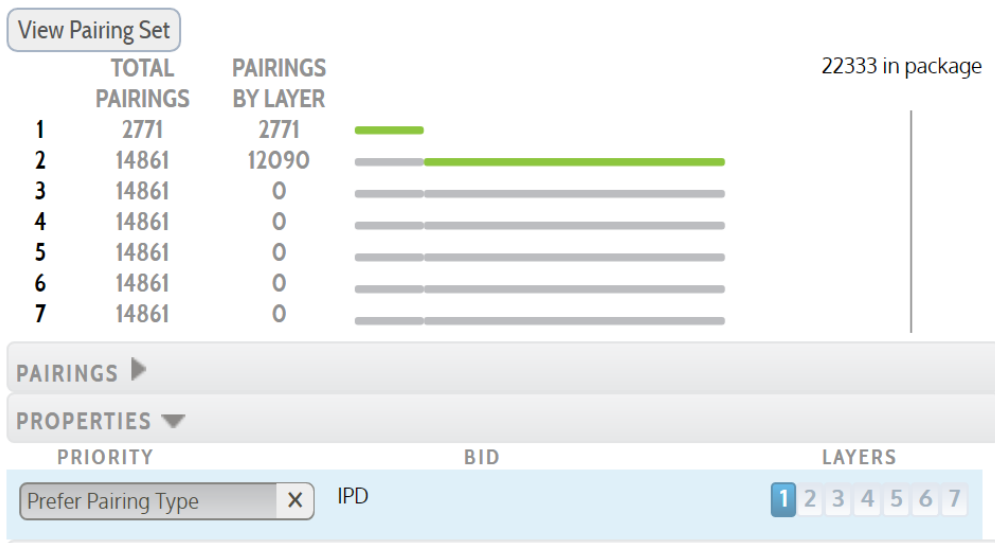 View Pairing Set
22333 in package
TOTAL PAIRINGS
PAIRINGS BY LAYER
1 2771 2771
2 14861 12090
3 14861 0
4 14861 0
5 14861 0
6 14861 0
7 14861 0
PAIRINGS
PROPERTIES
PRIORITY BID LAYERS
Prefer Pairing Type X IPD 1 2 3 4 5 6 7